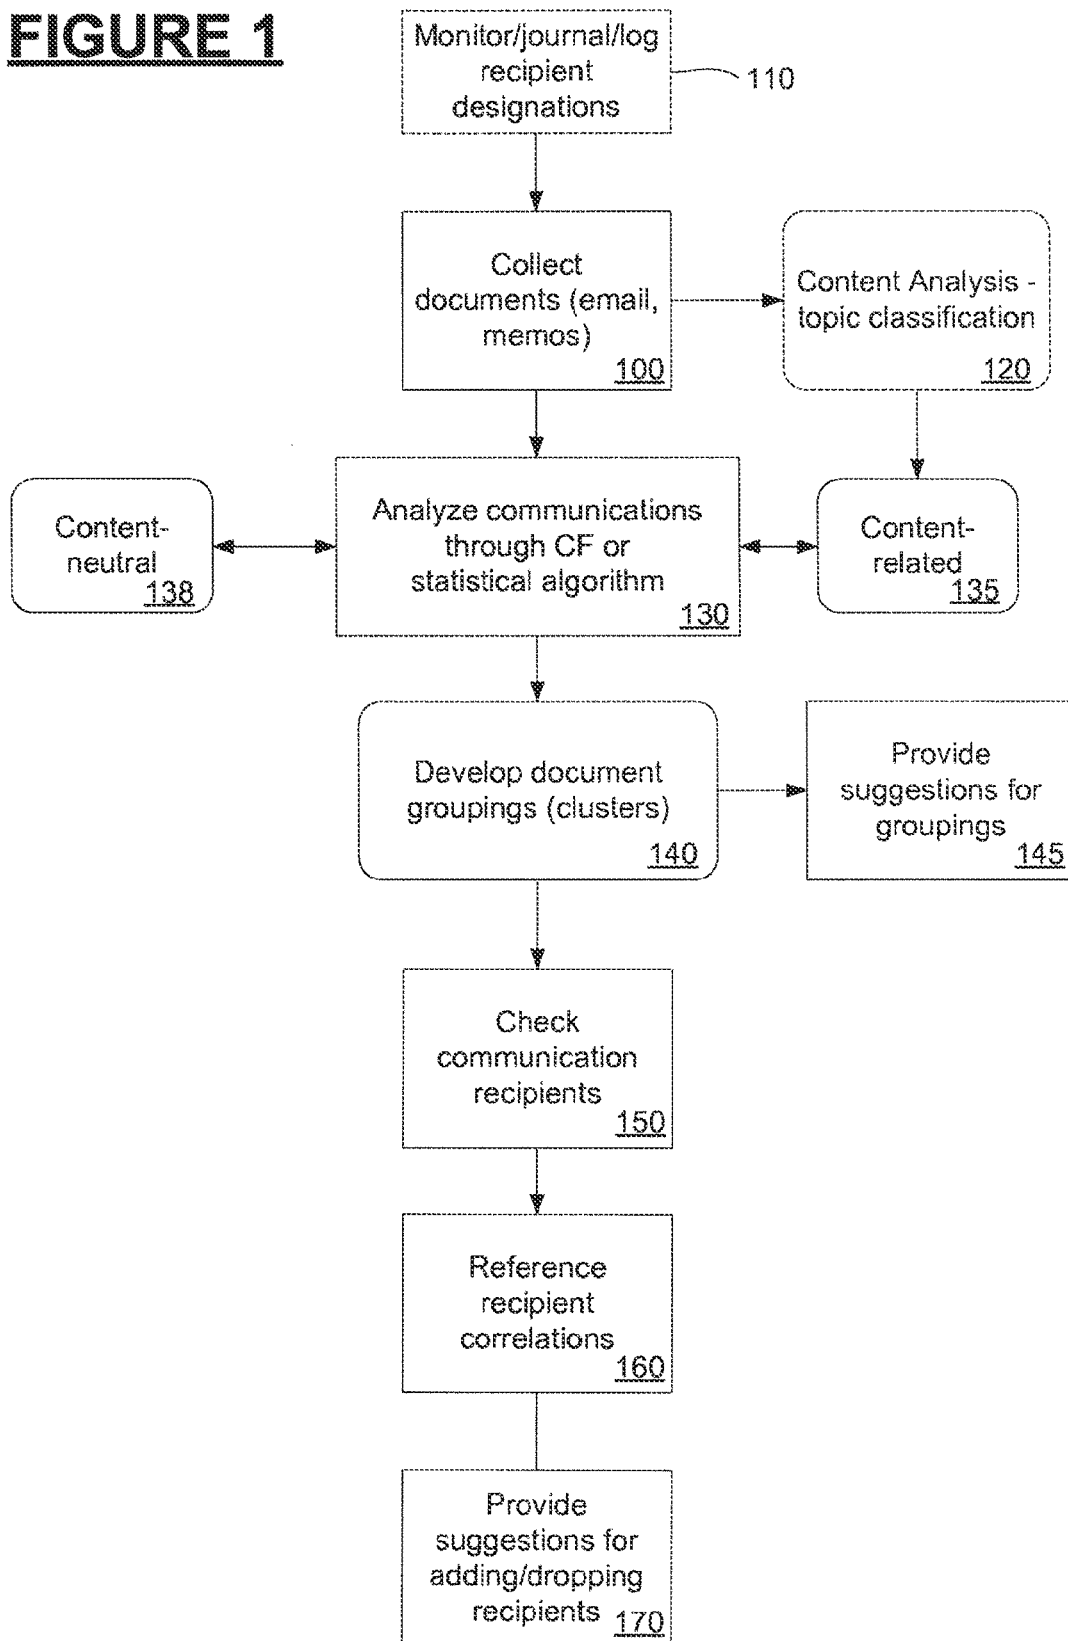 FIGURE 1
Monitor/journal/log
recipient
designations
110
Collect
documents (email,
memos)
100
Content Analysis -
topic classification
120
Content-
neutral
138
Analyze communications
through CF or
statistical algorithm
130
Content-
related
135
Develop document
groupings (clusters)
140
Provide
suggestions for
groupings
145
Check
communication
recipients
150
Reference
recipient
correlations
160
Provide
suggestions for
adding/dropping
recipients
170